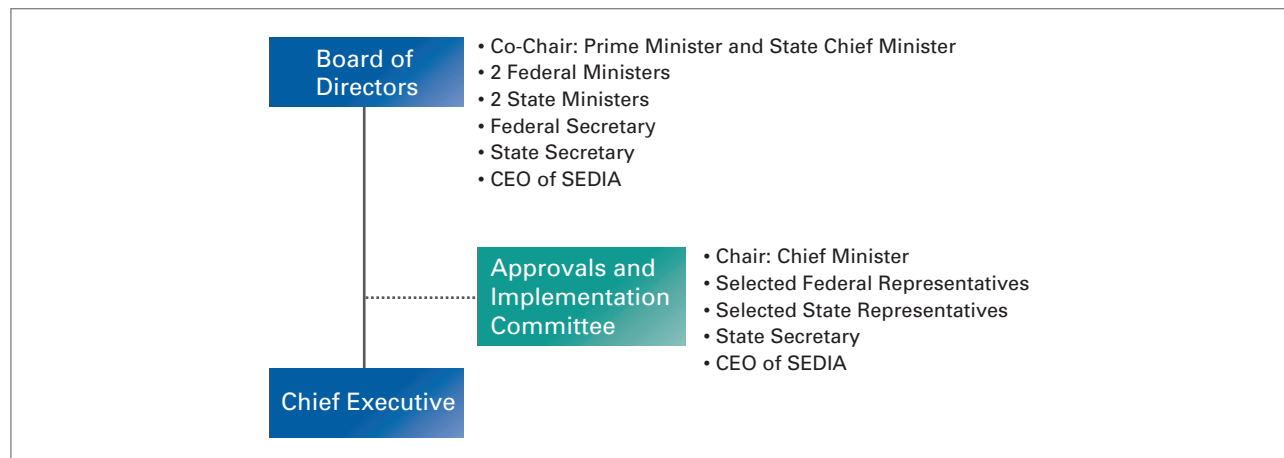 Board of
Directors
• Co-Chair: Prime Minister and State Chief Minister
• 2 Federal Ministers
• 2 State Ministers
• Federal Secretary
• State Secretary
• CEO of SEDIA
Approvals and
Implementation
Committee
• Chair: Chief Minister
• Selected Federal Representatives
• Selected State Representatives
• State Secretary
• CEO of SEDIA
Chief Executive